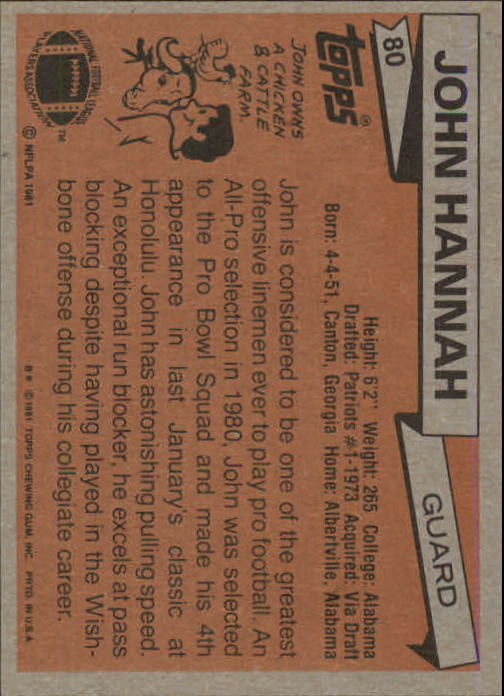 80
JOHN HANNAH
GUARD
topps®
Height: 6'2" Weight: 265 College: Alabama
Drafted: Patriots #1-1973 Acquired: Via Draft
Born: 4-4-51, Canton, Georgia Home: Albertville, Alabama
JOHN OWNS
A CHICKEN
& CATTLE
FARM.
John is considered to be one of the greatest
offensive linemen ever to play pro football. An
All-Pro selection in 1980, John was selected
to the Pro Bowl Squad and made his 4th
appearance in last January's classic at
Honolulu. John has astonishing pulling speed.
An exceptional run blocker, he excels at pass
blocking despite having played in the Wish-
bone offense during his collegiate career.
NATIONAL FOOTBALL LEAGUE
PLAYERS ASSOCIATION
TM
© NFLPA 1981
© 1981 TOPPS CHEWING GUM, INC. PRTD. IN U.S.A.